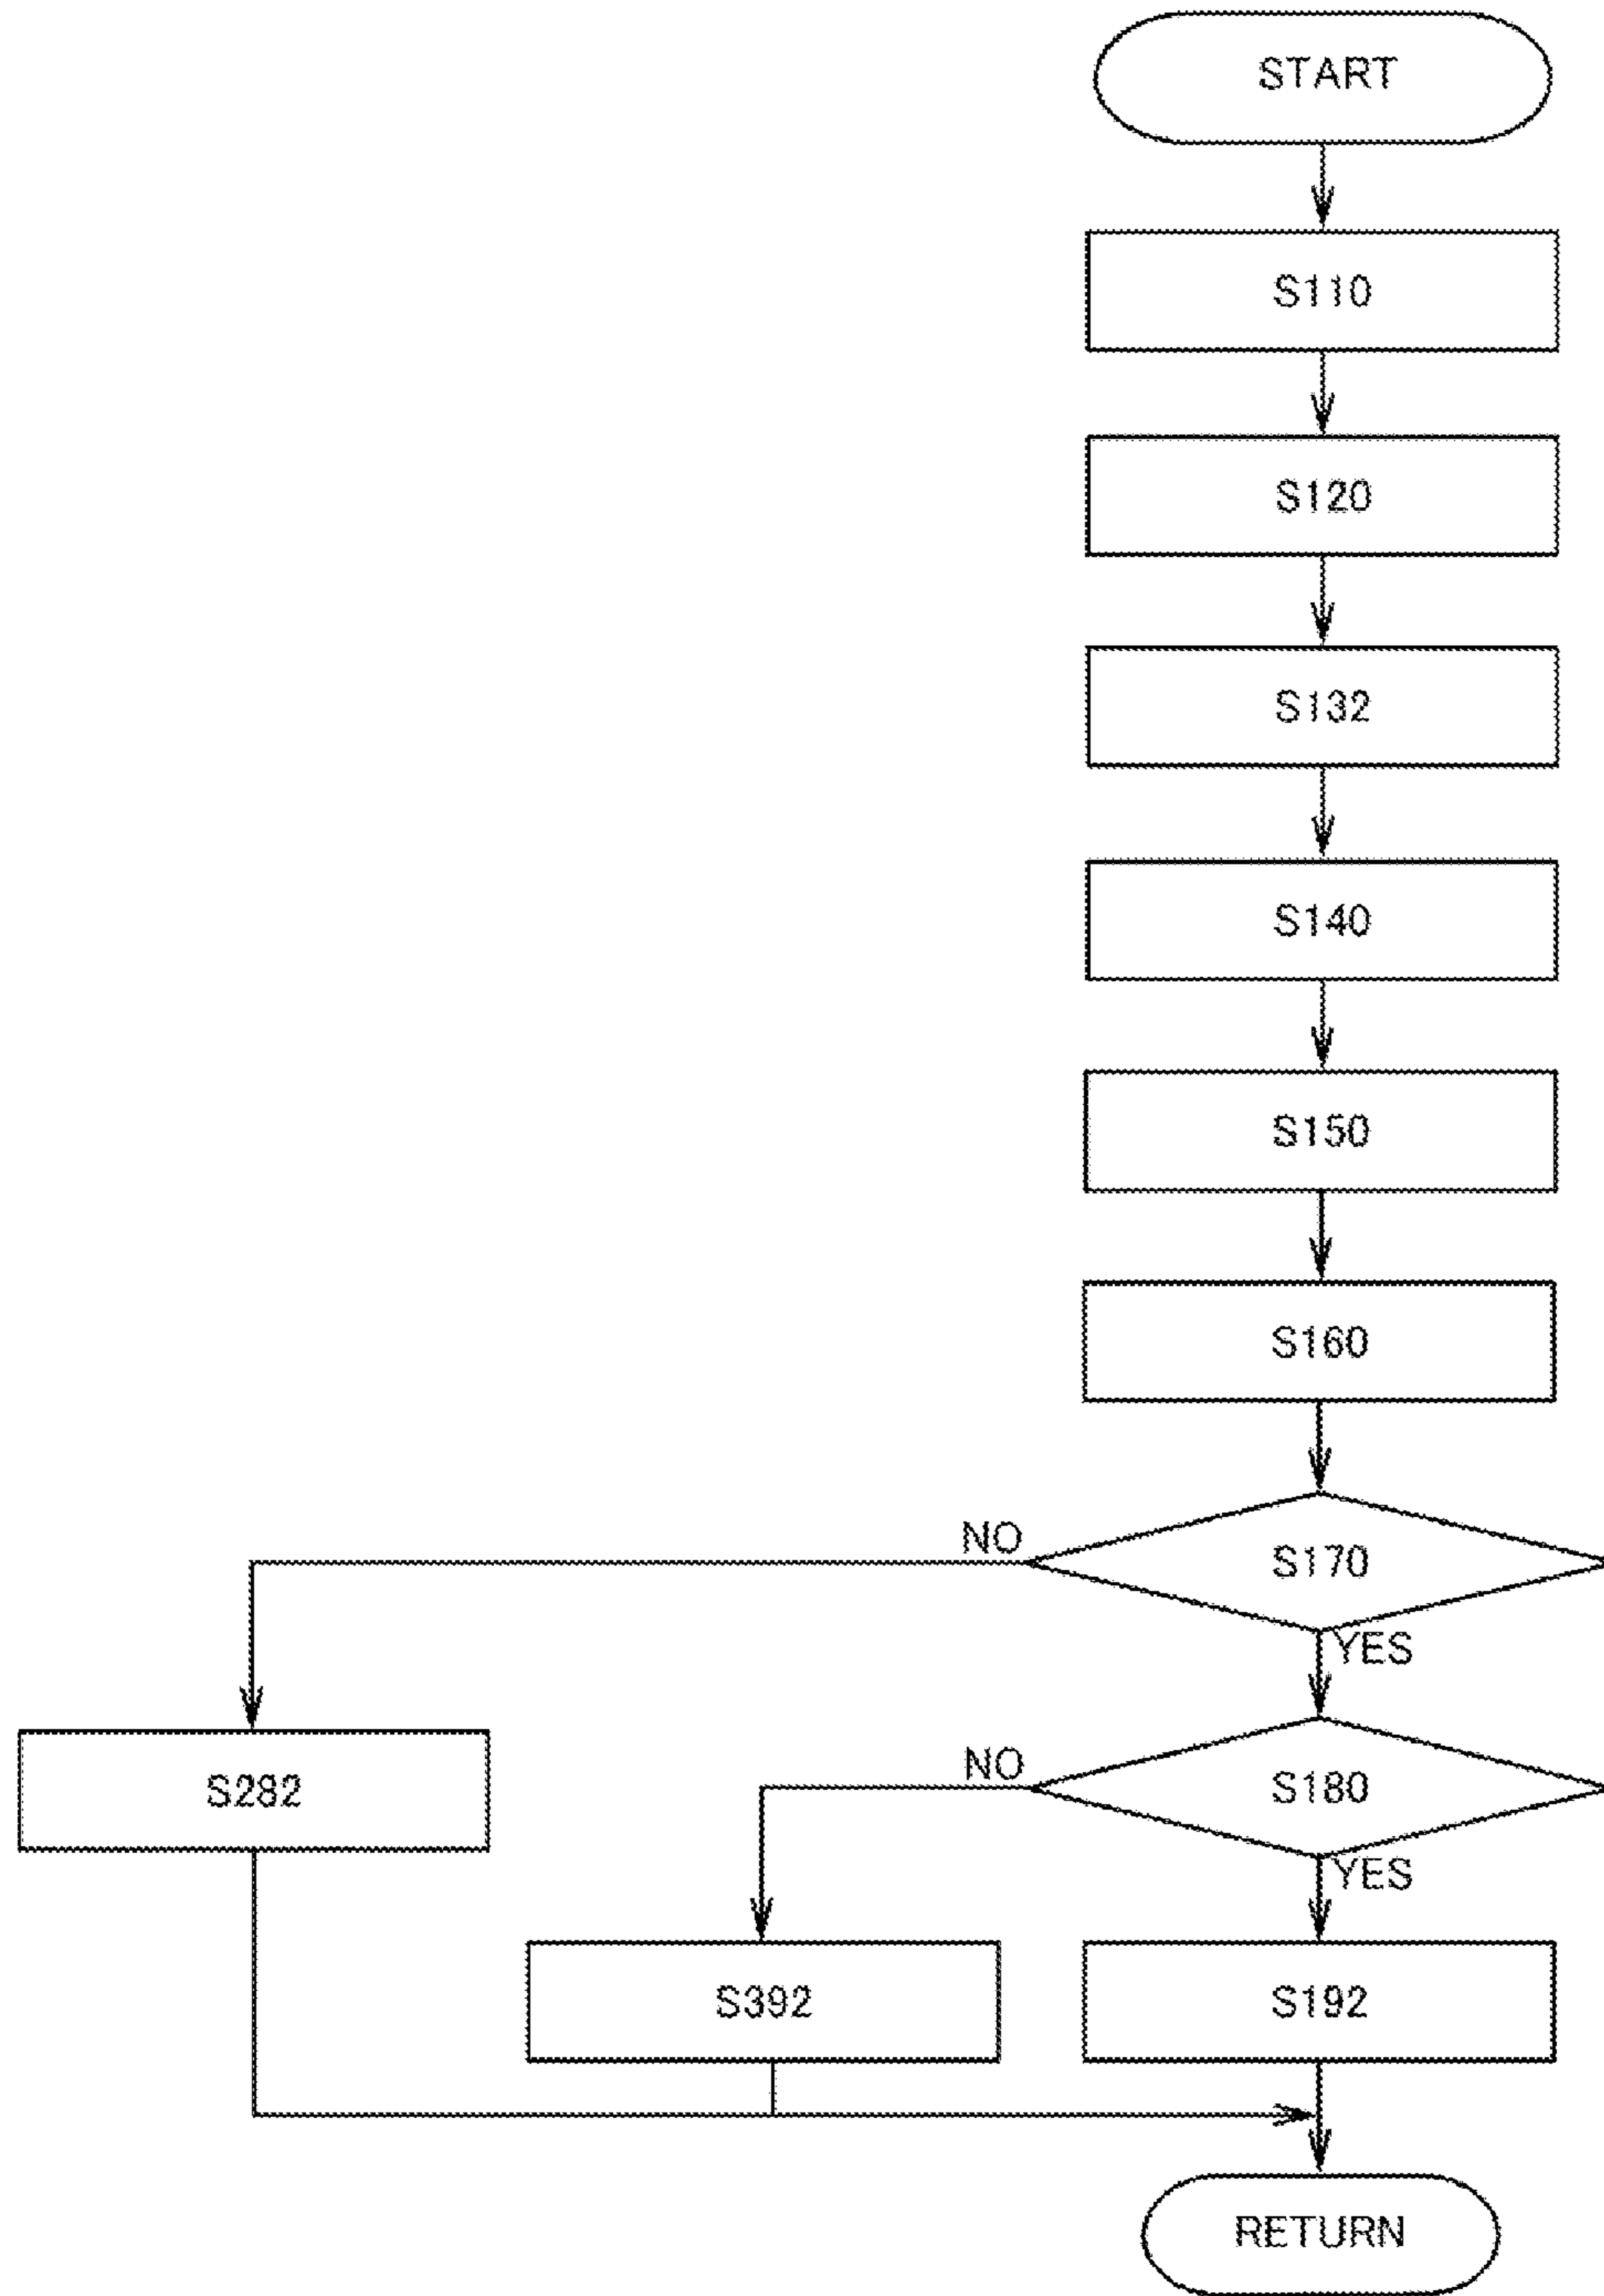 START
S110
S120
S132
S140
S150
S160
NO
S170
YES
S282
NO
S180
YES
S392
S192
RETURN